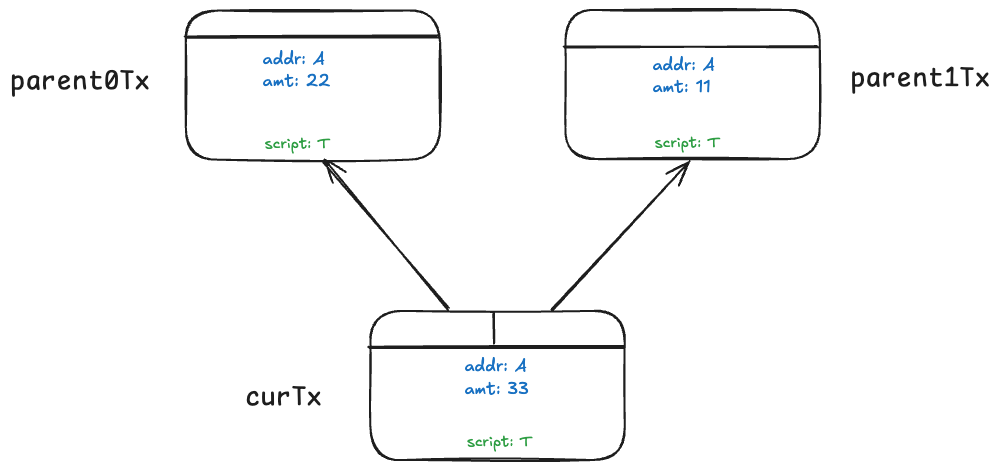 parent0Tx
addr: A
amt: 22
script: T
addr: A
amt: 11
script: T
parent1Tx
curTx
addr: A
amt: 33
script: T